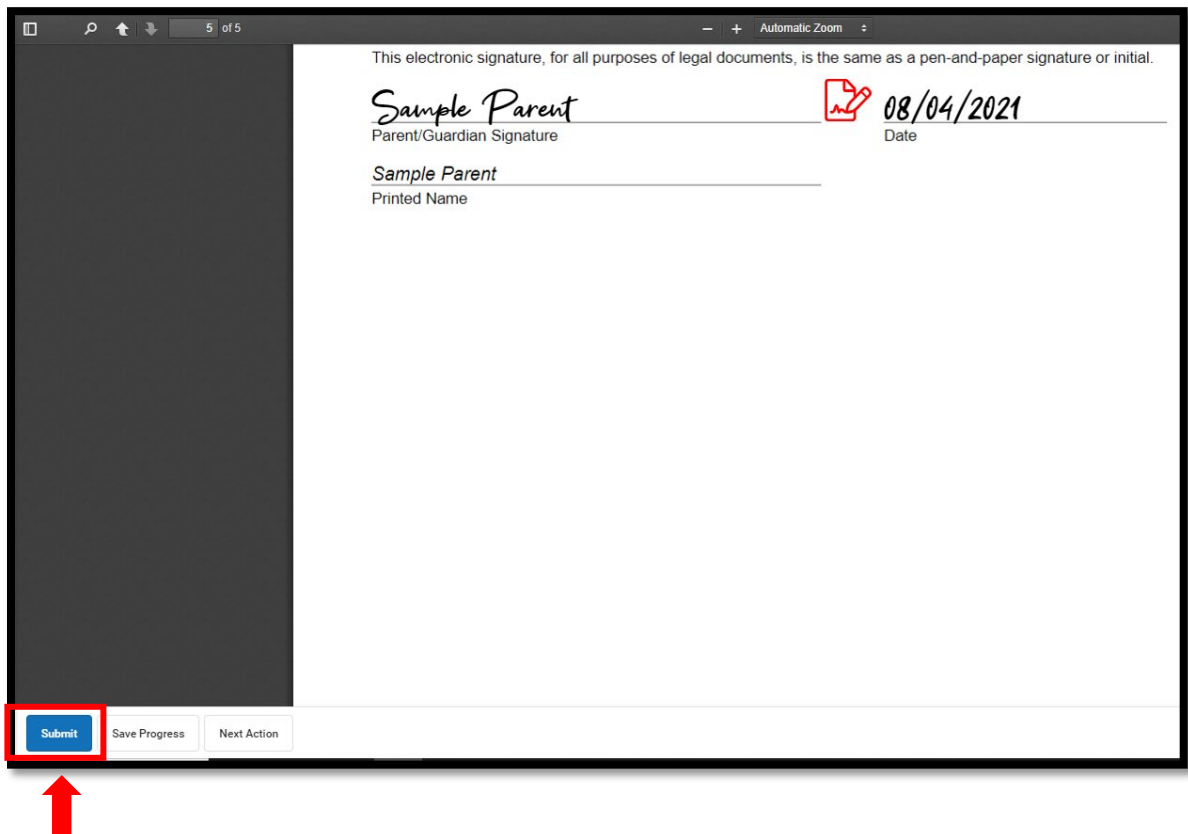 5 of 5
Automatic Zoom
This electronic signature, for all purposes of legal documents, is the same as a pen-and-paper signature or initial.
Sample Parent 08/04/2021
Parent/Guardian Signature Date
Sample Parent
Printed Name
Submit Save Progress Next Action